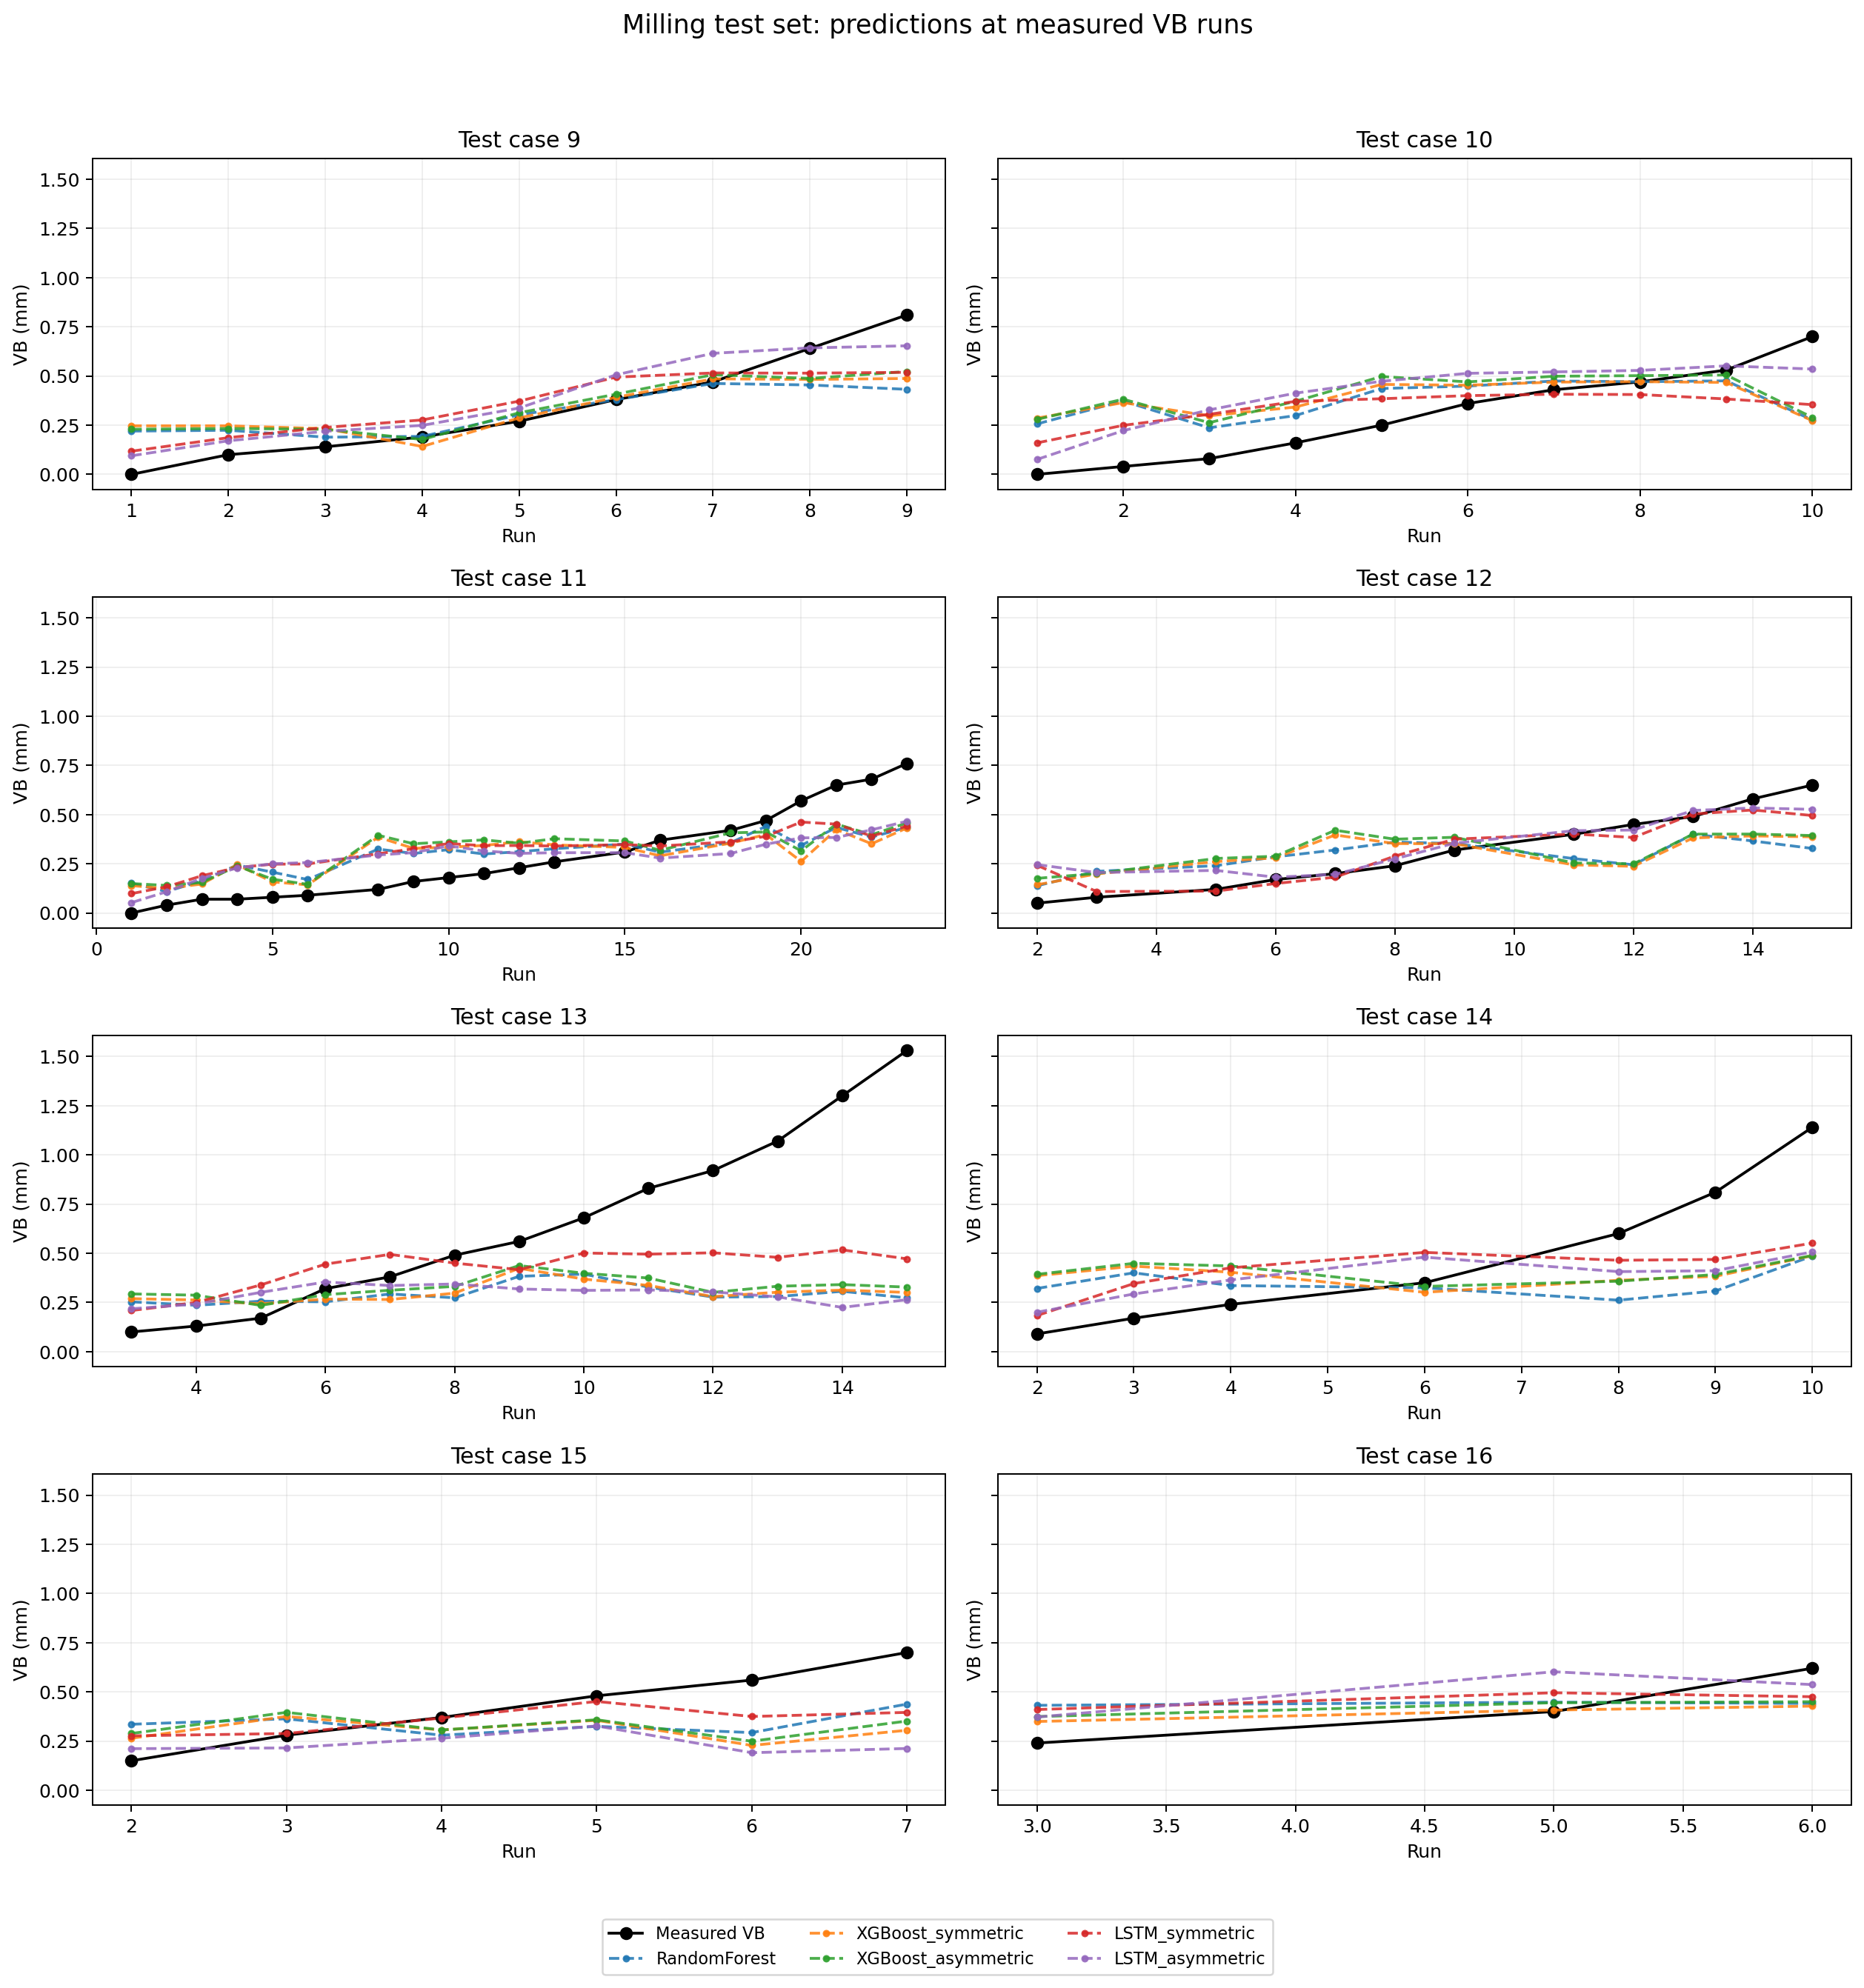 Milling test set: predictions at measured VB runs
Test case 9
VB (mm)
1.50
1.25
1.00
0.75
0.50
0.25
0.00
1 2 3 4 5 6 7 8 9
Run
Test case 10
VB (mm)
2 4 6 8 10
Run
Test case 11
VB (mm)
1.50
1.25
1.00
0.75
0.50
0.25
0.00
0 5 10 15 20
Run
Test case 12
VB (mm)
2 4 6 8 10 12 14
Run
Test case 13
VB (mm)
1.50
1.25
1.00
0.75
0.50
0.25
0.00
4 6 8 10 12 14
Run
Test case 14
VB (mm)
2 3 4 5 6 7 8 9 10
Run
Test case 15
VB (mm)
1.50
1.25
1.00
0.75
0.50
0.25
0.00
2 3 4 5 6 7
Run
Test case 16
VB (mm)
3.0 3.5 4.0 4.5 5.0 5.5 6.0
Run
Measured VB
RandomForest
XGBoost_symmetric
XGBoost_asymmetric
LSTM_symmetric
LSTM_asymmetric